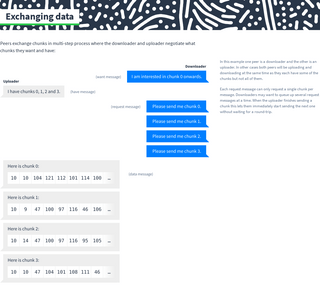 Exchanging data
Peers exchange chunks in multi-step process where the downloader and uploader negotiate what
chunks they want and have:
Downloader
(want message)
I am interested in chunk 0 onwards.
Uploader
I have chunks 0, 1, 2 and 3.
(have message)
(request message)
Please send me chunk 0.
Please send me chunk 1.
Please send me chunk 2.
Please send me chunk 3.
Here is chunk 0:
(data message)
10 10 104 121 112 101 114 100 …
Here is chunk 1:
10 9 47 100 97 116 46 106 …
Here is chunk 2:
10 14 47 100 97 116 95 105 …
Here is chunk 3:
10 10 47 104 101 108 111 46 …
In this example one peer is a downloader and the other is an
uploader. In other cases both peers will be uploading and
downloading at the same time as they each have some of the
chunks but not all of them.
Each request message can only request a single chunk per
message. Downloaders may want to queue up several request
messages at a time. When the uploader finishes sending a
chunk this lets them immediately start sending the next one
without waiting for a round-trip.